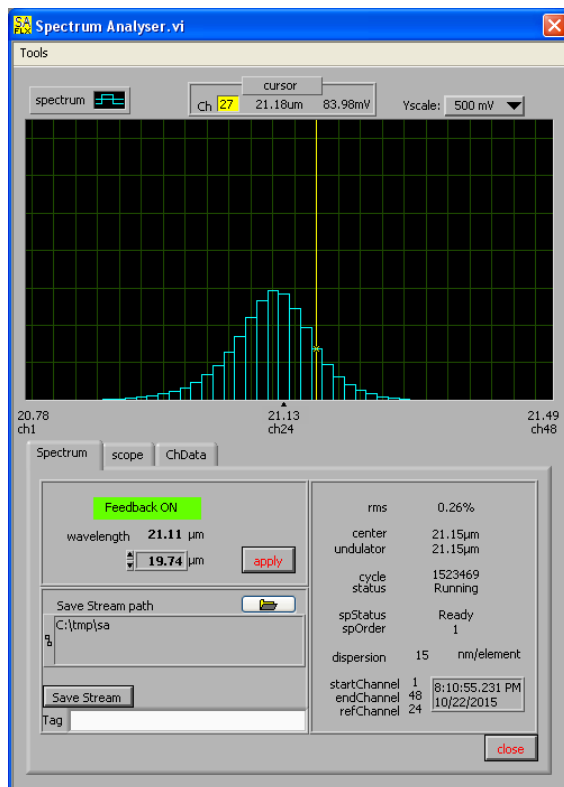 SA
FLX
Spectrum Analyser.vi
Tools
spectrum
cursor
Ch 27 21.18um 83.98mV
Yscale: 500 mV
20.78 21.13 21.49
ch1 ch24 ch48
Spectrum scope ChData
Feedback ON
wavelength 21.11 µm
19.74 µm
apply
Save Stream path
C:\tmp\sa
Save Stream
Tag
rms 0.26%
center 21.15µm
undulator 21.15µm
cycle 1523469
status Running
spStatus Ready
spOrder 1
dispersion 15 nm/element
startChannel 1
endChannel 48
refChannel 24
8:10:55.231 PM
10/22/2015
close